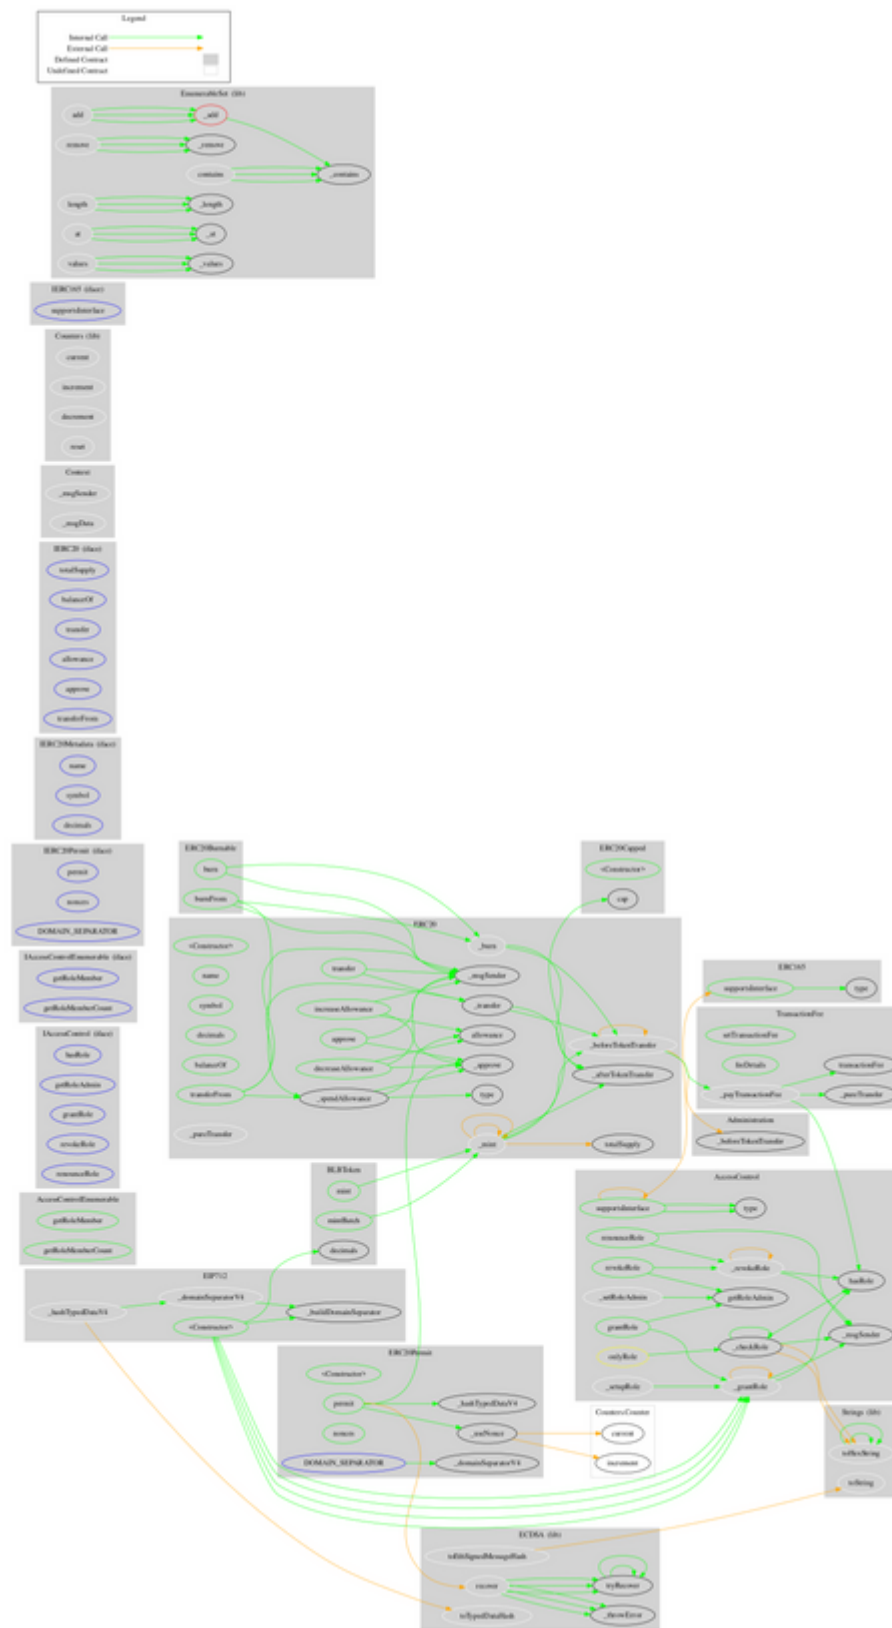 Legend
Internal Call
External Call
Defined Contract
Undefined Contract
EnumerableSet (lib)
add
_add
remove
_remove
contains
_contains
length
_length
at
_at
values
_values
IERC165 (iface)
supportsInterface
Counters (lib)
current
increment
decrement
reset
Context
_msgSender
_msgData
IERC20 (iface)
totalSupply
balanceOf
transfer
allowance
approve
transferFrom
IERC20Metadata (iface)
name
symbol
decimals
IERC20Permit (iface)
permit
nonces
DOMAIN_SEPARATOR
IAccessControlEnumerable (iface)
getRoleMember
getRoleMemberCount
IAccessControl (iface)
hasRole
getRoleAdmin
grantRole
revokeRole
renounceRole
AccessControlEnumerable
getRoleMember
getRoleMemberCount
ERC20Burnable
burn
burnFrom
ERC20Capped
<Constructor>
cap
ERC20
<Constructor>
name
symbol
decimals
balanceOf
transferFrom
_pureTransfer
transfer
increaseAllowance
approve
decreaseAllowance
_spendAllowance
_burn
_msgSender
_transfer
allowance
_approve
type
_mint
_beforeTokenTransfer
_afterTokenTransfer
totalSupply
ERC165
supportsInterface
type
TransactionFee
setTransactionFee
feeDetails
_payTransactionFee
transactionFee
_pureTransfer
Administration
_beforeTokenTransfer
BLBToken
mint
mintBatch
decimals
AccessControl
supportsInterface
type
renounceRole
revokeRole
_revokeRole
hasRole
_setRoleAdmin
getRoleAdmin
grantRole
_msgSender
onlyRole
_checkRole
_setupRole
_grantRole
EIP712
_hashTypedDataV4
_domainSeparatorV4
<Constructor>
_buildDomainSeparator
ERC20Permit
<Constructor>
permit
nonces
DOMAIN_SEPARATOR
_hashTypedDataV4
_useNonce
_domainSeparatorV4
Counters.Counter
current
increment
Strings (lib)
toHexString
toString
ECDSA (lib)
toEthSignedMessageHash
recover
toTypedDataHash
tryRecover
_throwError